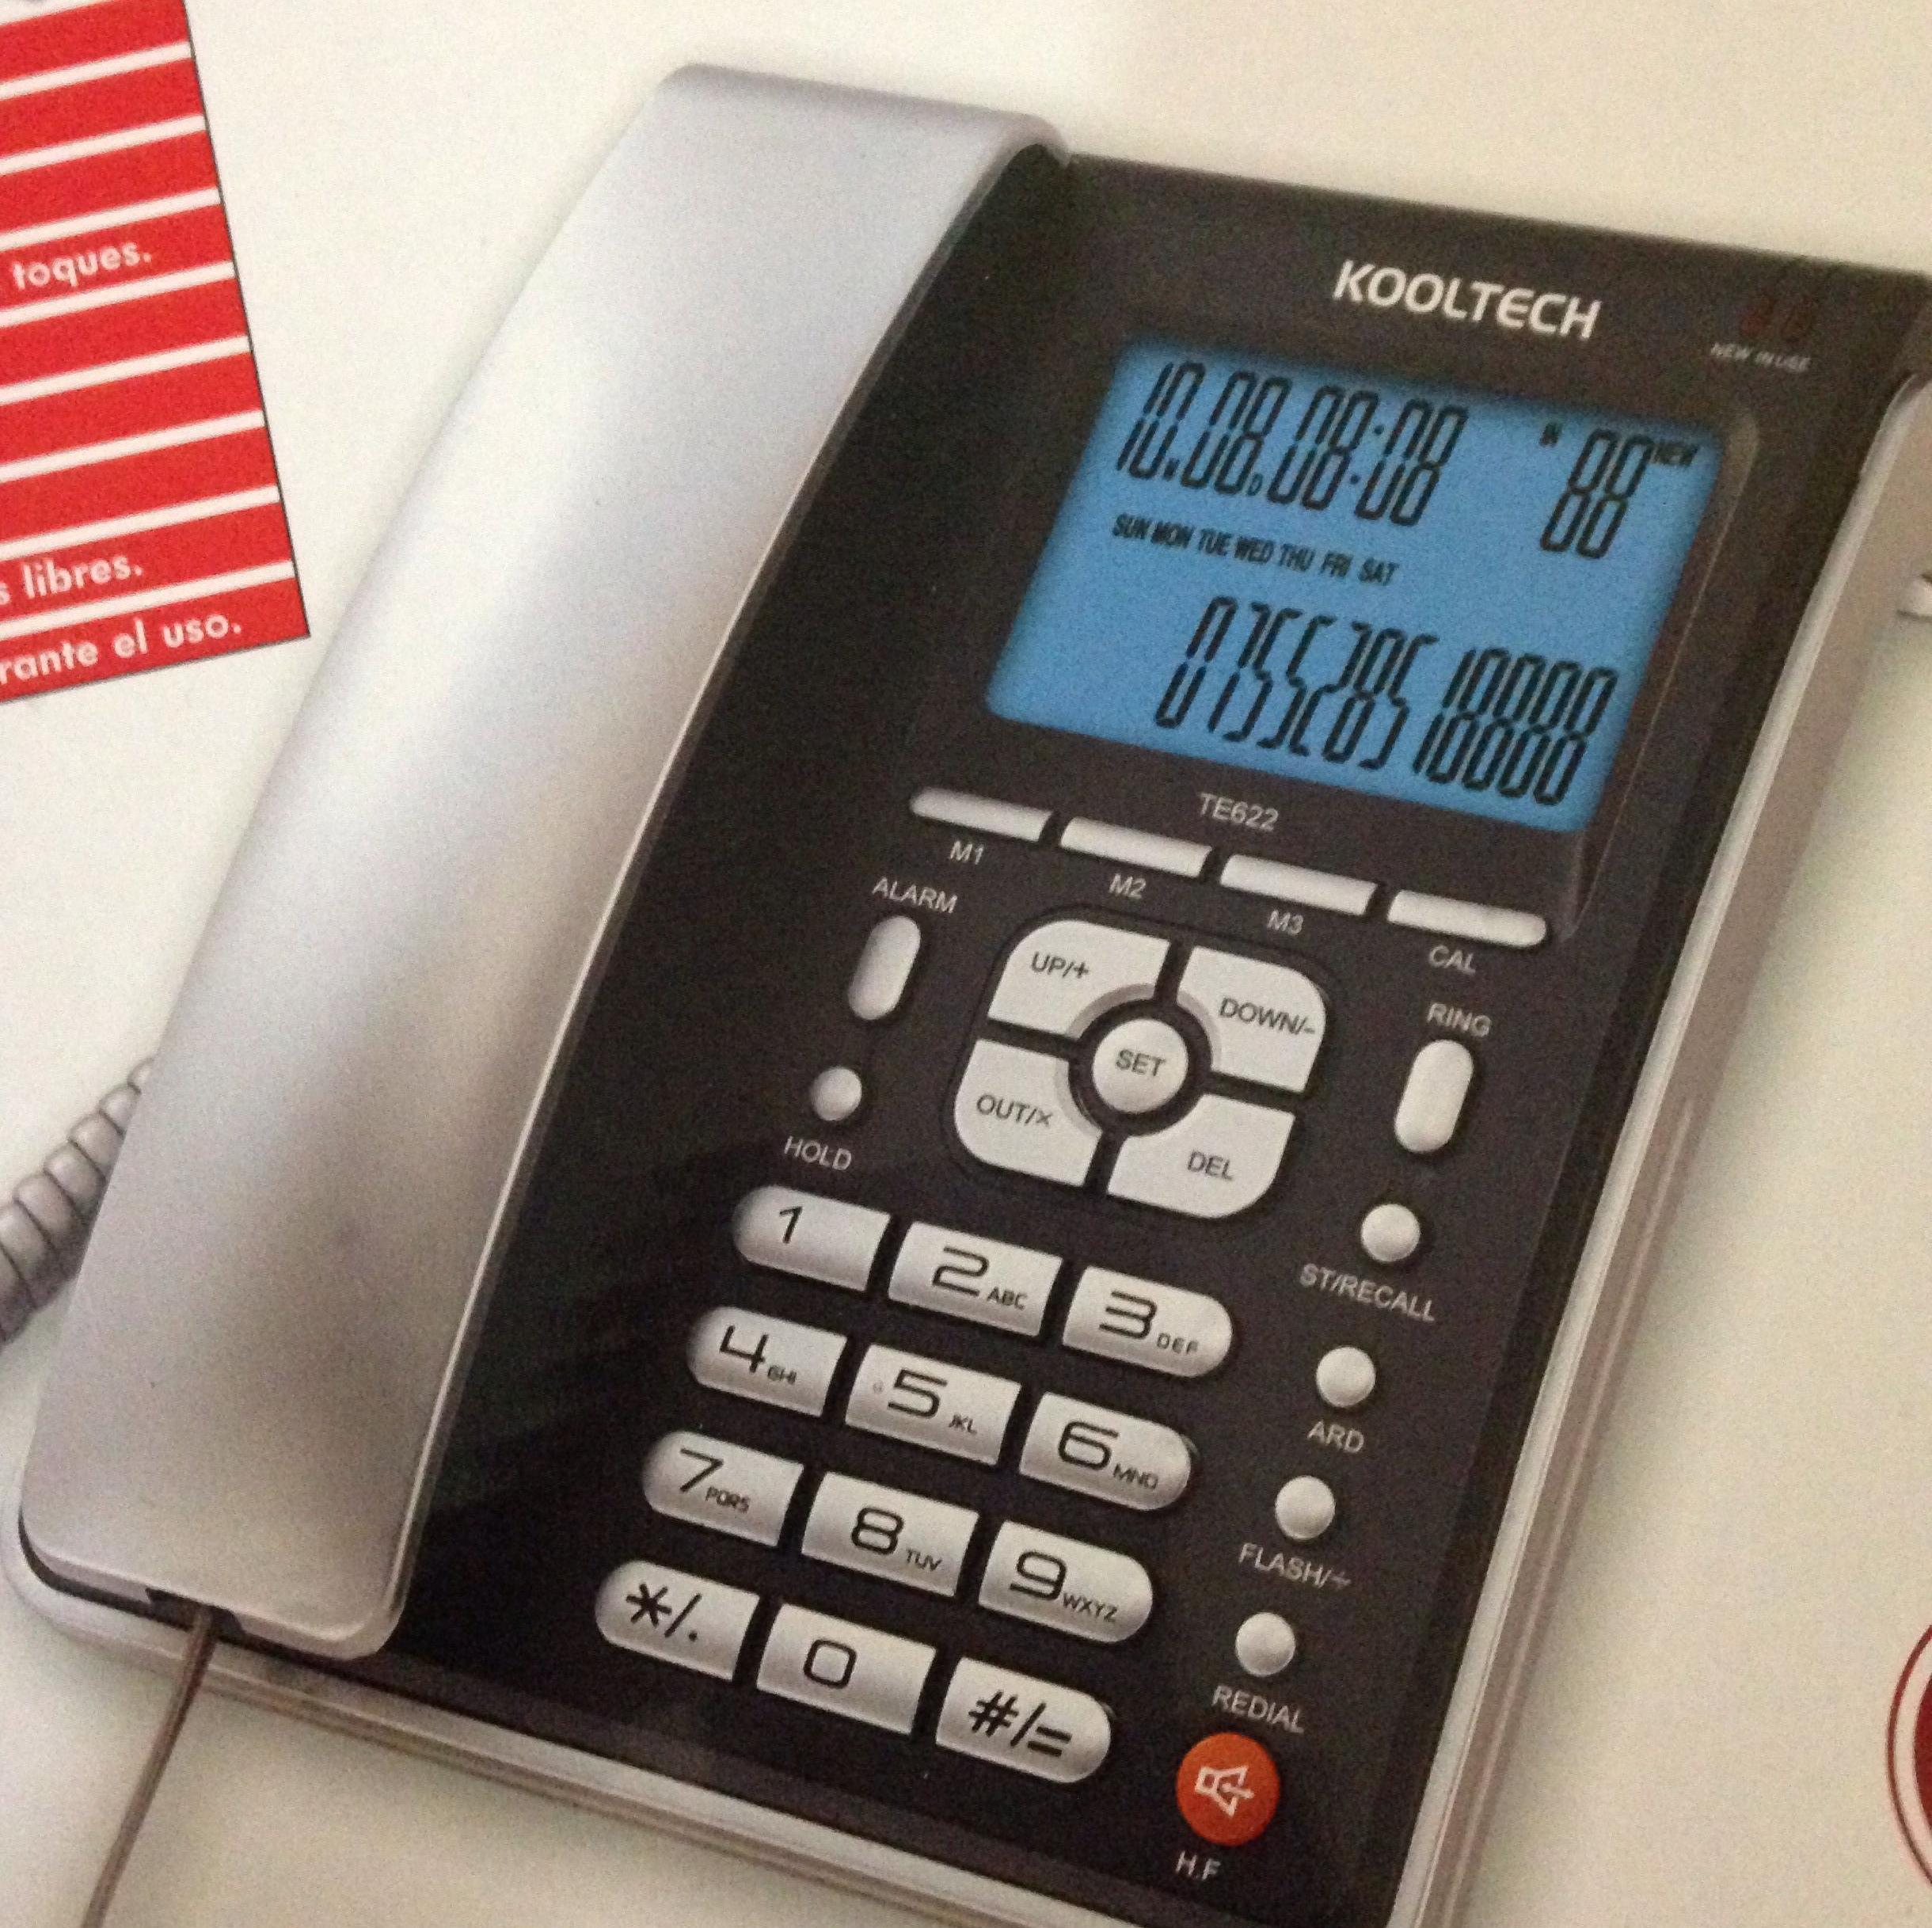 toques.
s libres.
rante el uso.
KOOLTECH
NEW IN USE
10.08.08:08 IN 88 NEW
D
SUN MON TUE WED THU FRI SAT
075528510000
TE622
M1
M2
M3
CAL
ALARM
UP/+
DOWN/-
SET
OUT/×
DEL
RING
HOLD
ST/RECALL
1
2 ABC
3 DEF
4 GHI
5 JKL
6 MNO
ARD
7 PQRS
8 TUV
9 WXYZ
FLASH/÷
*/.
0
#/=
REDIAL
H.F